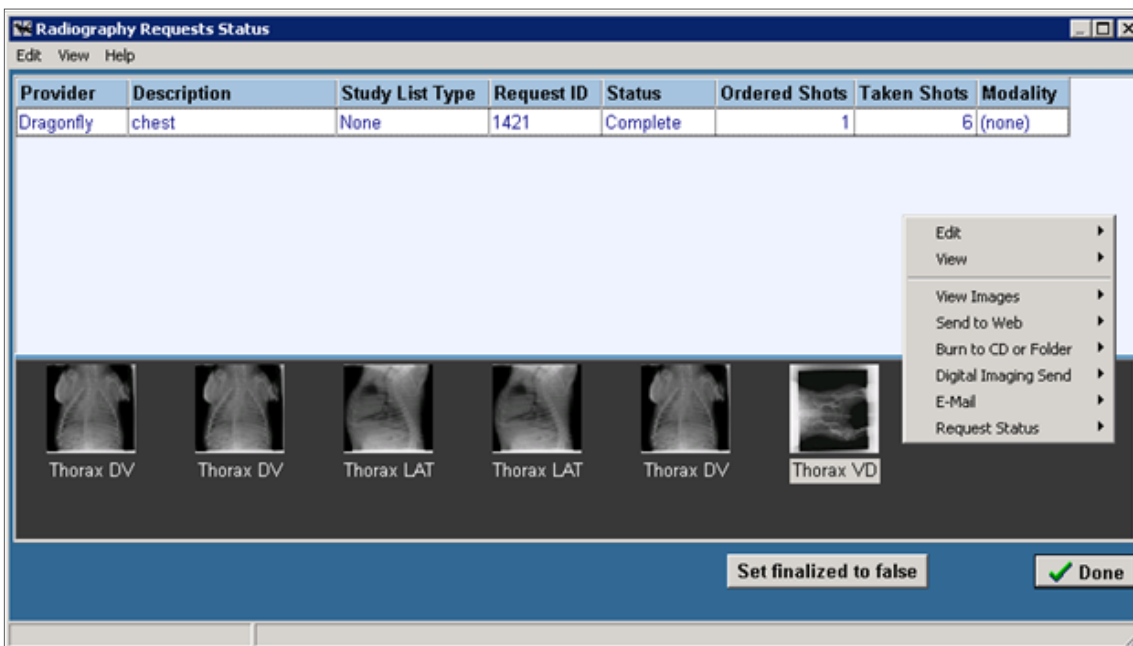 Radiography Requests Status
Edit View Help
Provider Description Study List Type Request ID Status Ordered Shots Taken Shots Modality
Dragonfly chest None 1421 Complete 1 6 (none)
Edit
View
View Images
Send to Web
Burn to CD or Folder
Digital Imaging Send
E-Mail
Request Status
Thorax DV Thorax DV Thorax LAT Thorax LAT Thorax DV Thorax VD
Set finalized to false Done